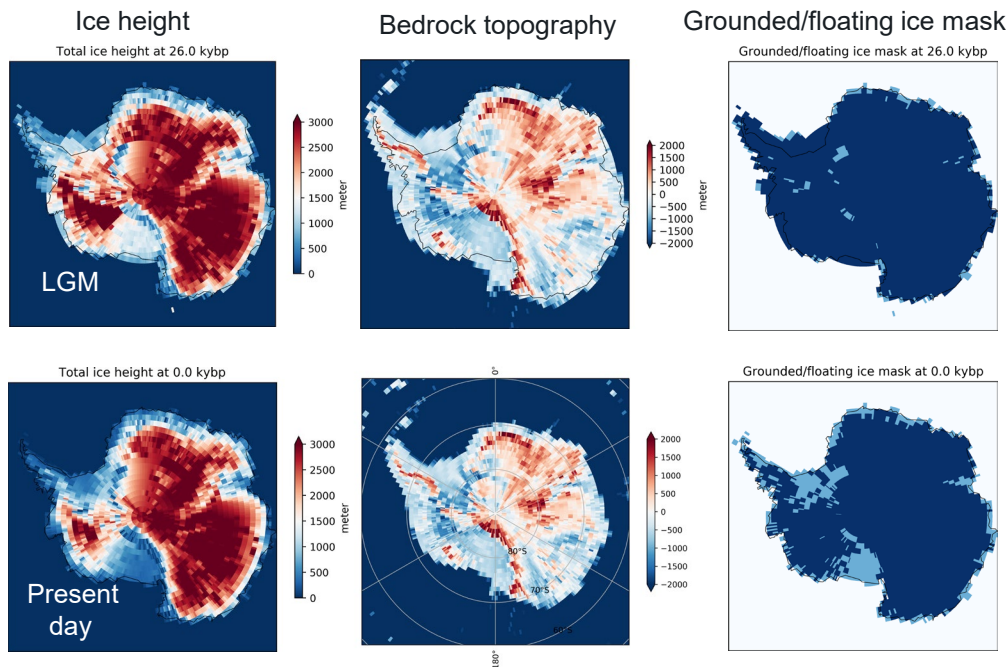 Ice height
Bedrock topography
Grounded/floating ice mask
Total ice height at 26.0 kybp
Grounded/floating ice mask at 26.0 kybp
3000
2500
2000
1500
1000
500
0
meter
LGM
2000
1500
1000
500
0
−500
−1000
−1500
−2000
meter
Total ice height at 0.0 kybp
Grounded/floating ice mask at 0.0 kybp
3000
2500
2000
1500
1000
500
0
meter
Present
day
0°
80°S
70°S
60°S
180°
2000
1500
1000
500
0
−500
−1000
−1500
−2000
meter